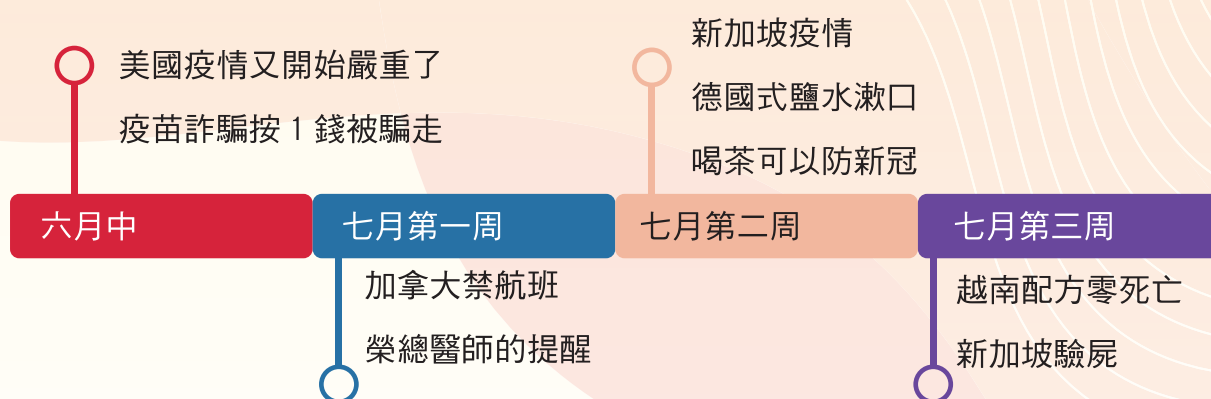 美國疫情又開始嚴重了
疫苗詐騙按 1 錢被騙走
新加坡疫情
德國式鹽水漱口
喝茶可以防新冠
六月中
七月第一周
七月第二周
七月第三周
加拿大禁航班
榮總醫師的提醒
越南配方零死亡
新加坡驗屍